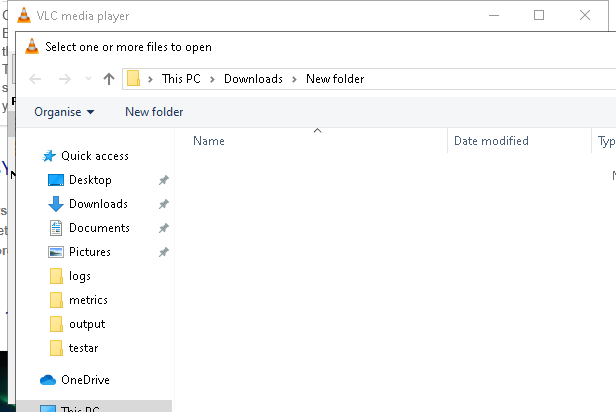 VLC media player
Select one or more files to open
This PC > Downloads > New folder
Organise New folder
Name Date modified Typ
Quick access
Desktop
Downloads
Documents
Pictures
logs
metrics
output
testar
OneDrive
This PC